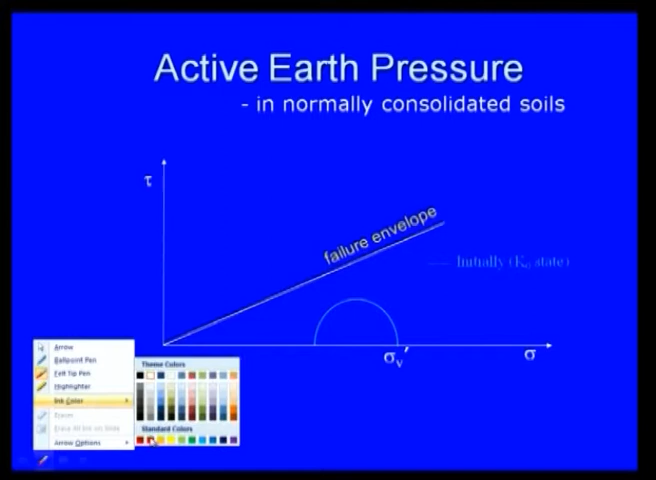 Active Earth Pressure
- in normally consolidated soils
τ
failure envelope
Initially (K₀ state)
σᵥ′
σ
Arrow
Ballpoint Pen
Felt Tip Pen
Highlighter
Ink Color
Eraser
Erase All Ink on Slide
Arrow Options
Theme Colors
Standard Colors